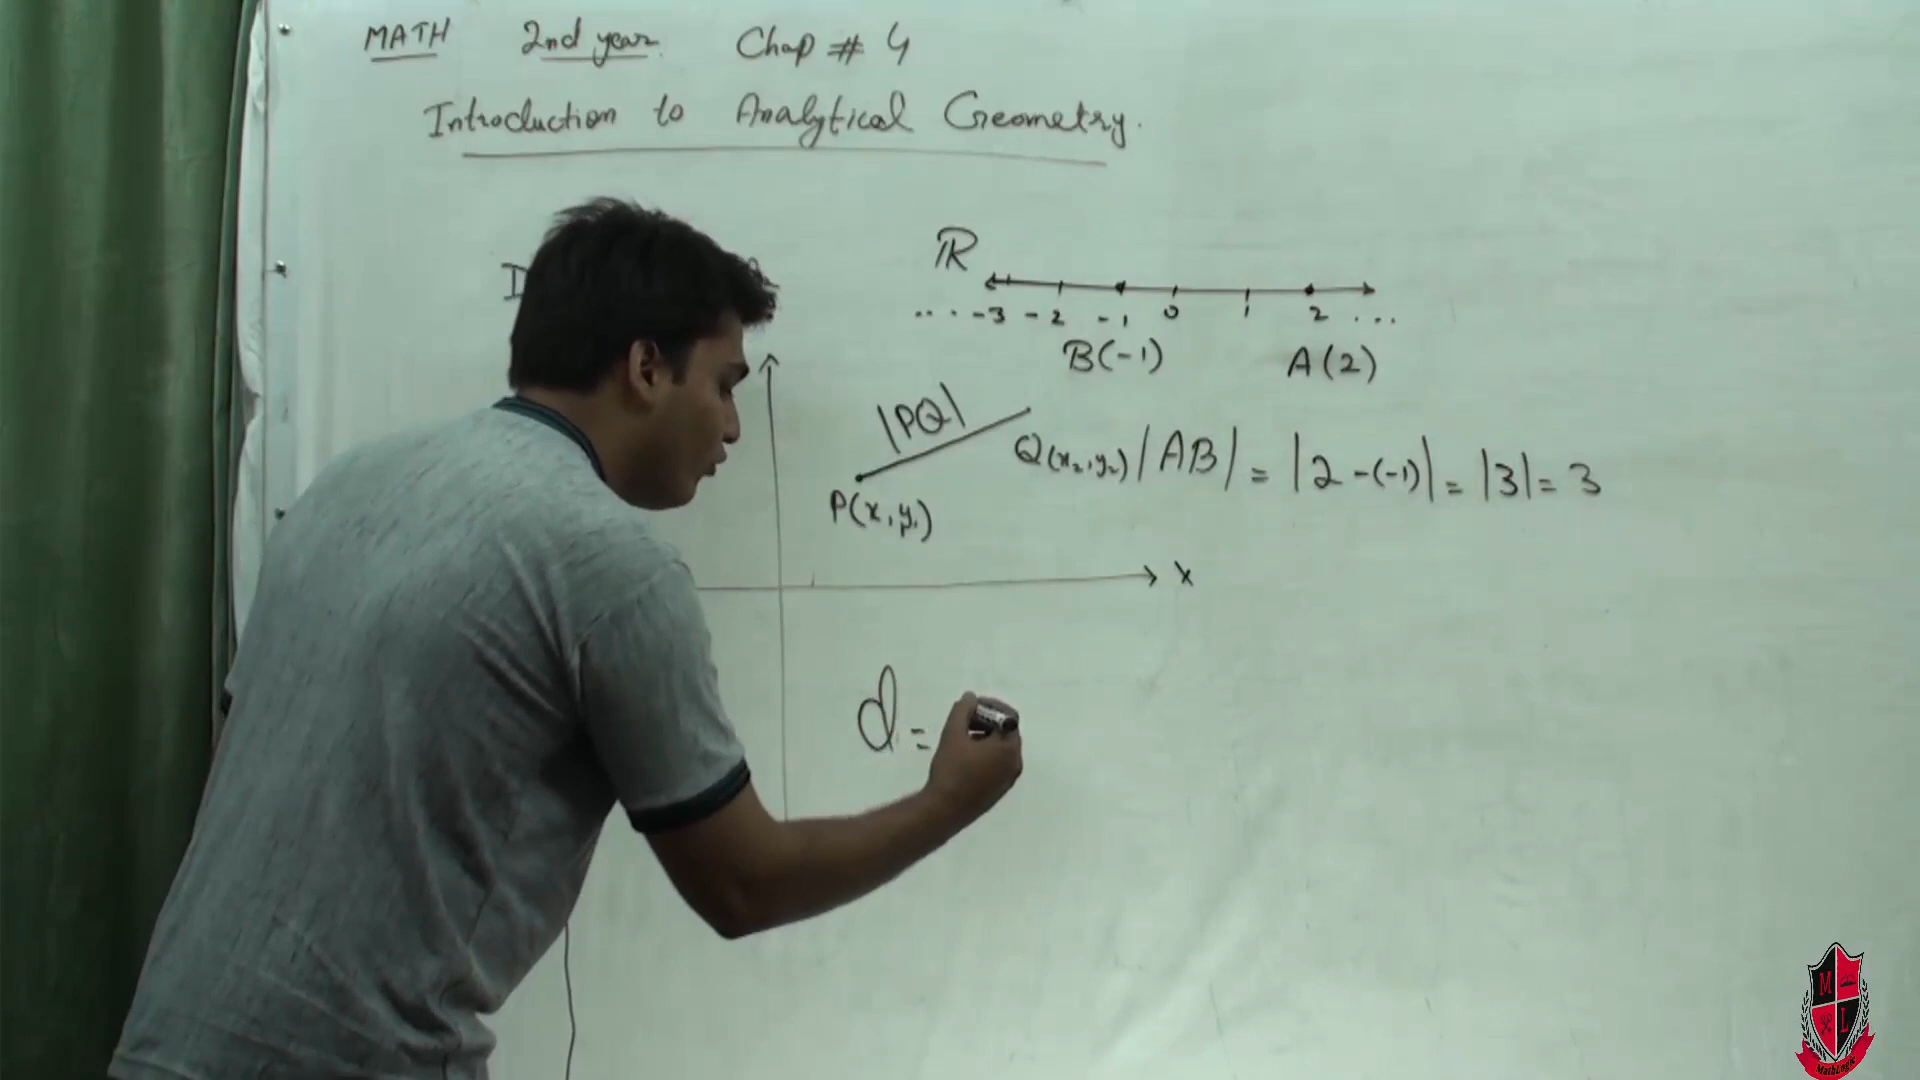 MATH 2nd year. Chap # 4
Introduction to Analytical Geometry.
ℝ
.... -3 -2 -1 0 1 2 ...
B(-1) A(2)
|PQ|
Q(x₂,y₂) |AB| = |2-(-1)| = |3| = 3
P(x₁,y₁)
x
d =
M L
MathLogic